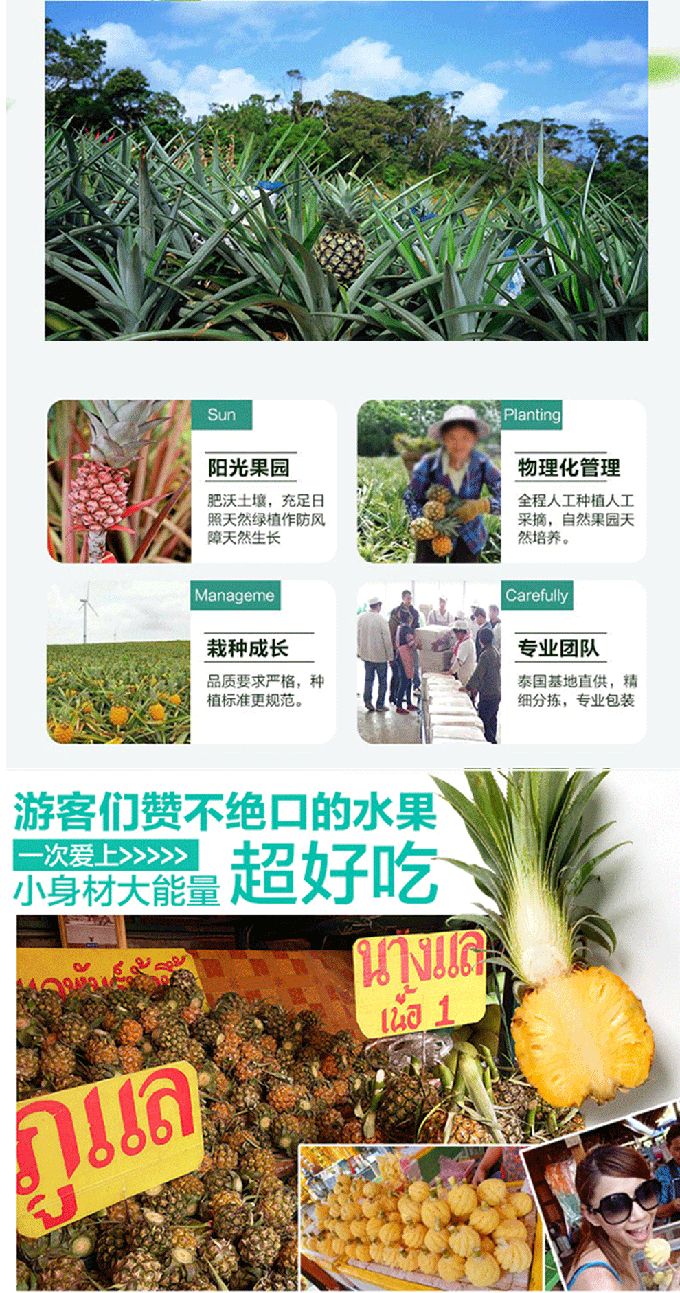 Sun
阳光果园
肥沃土壤，充足日
照天然绿植作防风
障天然生长
Planting
物理化管理
全程人工种植人工
采摘，自然果园天
然培养。
Manageme
栽种成长
品质要求严格，种
植标准更规范。
Carefully
专业团队
泰国基地直供，精
细分拣，专业包装
游客们赞不绝口的水果
一次爱上>>>>>
小身材大能量
超好吃
นางแล
เนื้อ 1
ภูแล